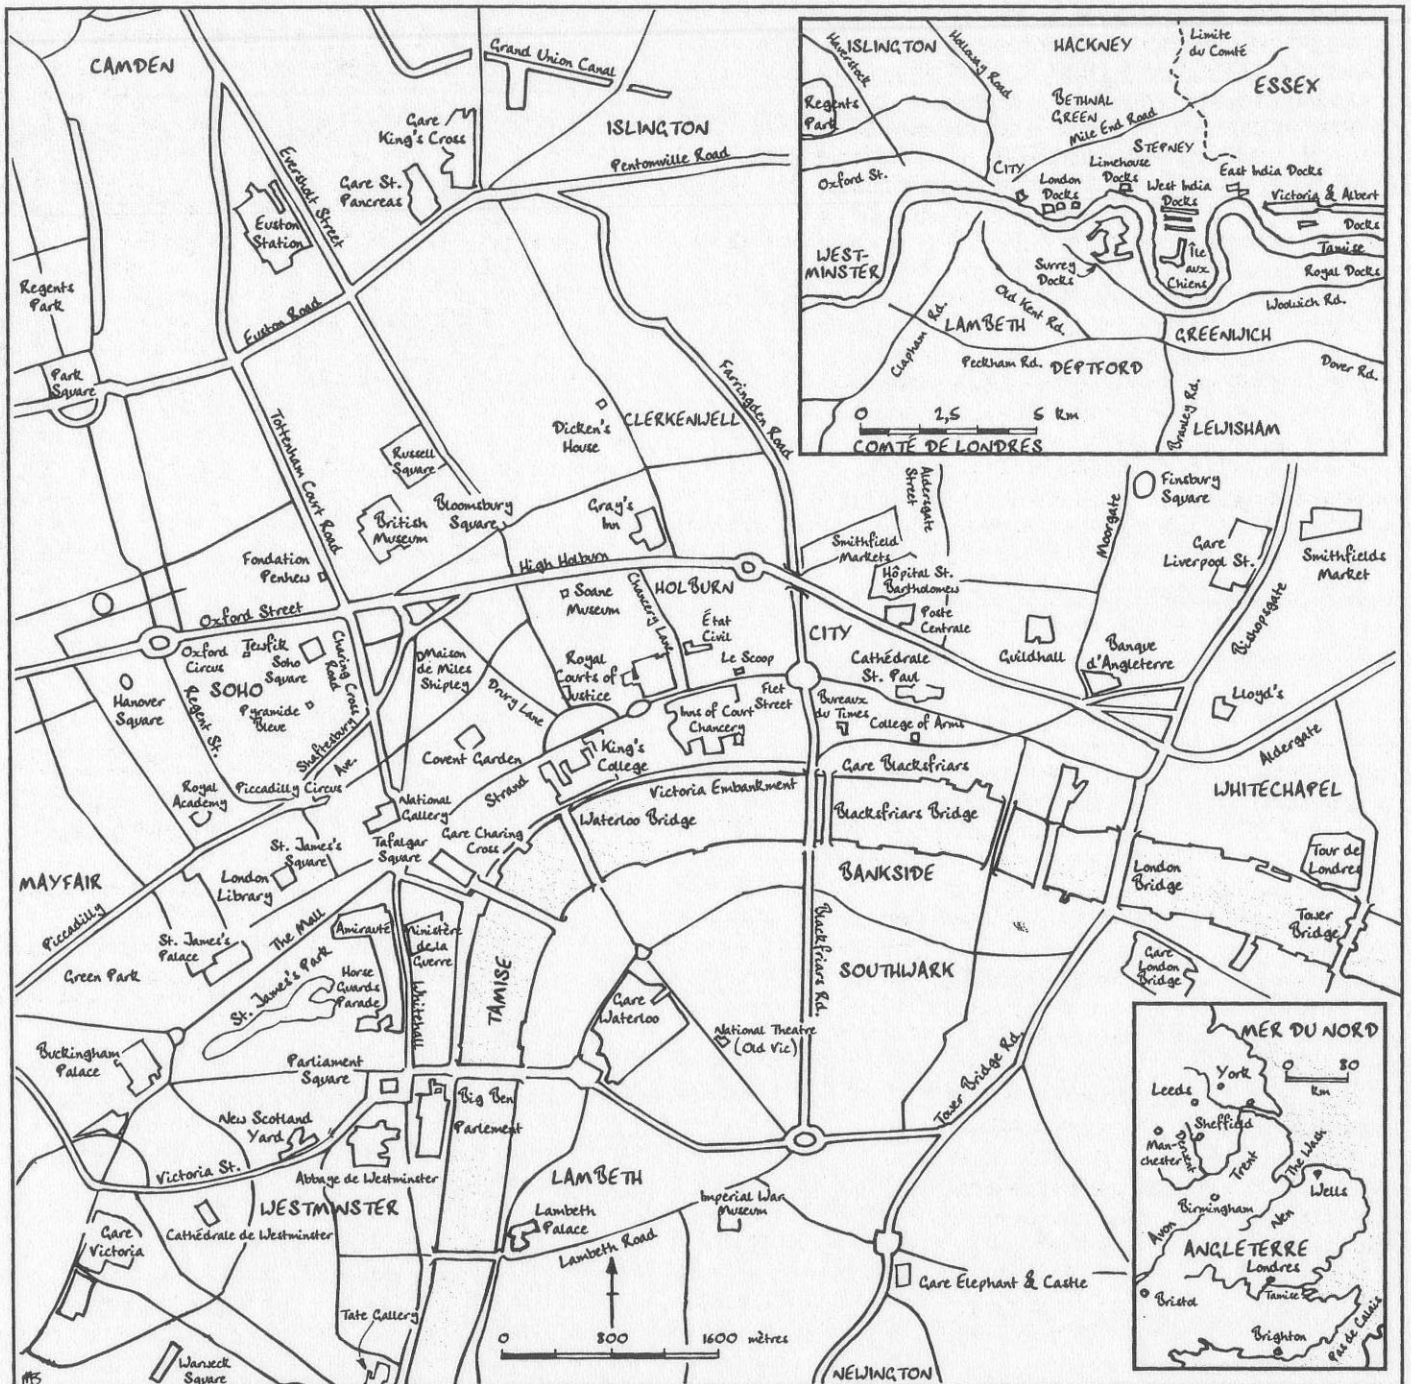 CAMDEN
Grand Union Canal
Gare
King's Cross
ISLINGTON
Pentonville Road
Eversholt Street
Gare St.
Pancreas
Euston
Station
Regents
Park
Euston Road
Park
Square
Farringden Road
Tottenham Court Road
Dicken's
House
CLERKENWELL
Russell
Square
Bloomsbury
Square
British
Museum
Gray's
Inn
Fondation
Penhew
High Holburn
Soane
Museum
Chancery Lane
HOLBURN
État
Civil
Oxford Street
Oxford
Circus
Tewfik
Soho
Square
Charing Cross
Road
Maison
de Miles
Shipley
Drury Lane
Royal
Courts of
Justice
Le Scoop
Flet
Street
Hanover
Square
SOHO
Regent St.
Pyramide
Bleue
Shaftesbury
Ave.
Covent Garden
Inns of Court
Chancery
King's
College
Strand
Royal
Academy
Piccadilly Circus
National
Gallery
Victoria Embankment
Waterloo Bridge
St. James's
Square
Tafalgar
Square
Gare Charing
Cross
MAYFAIR
London
Library
Piccadilly
The Mall
St. James's
Palace
Green Park
St. James's Park
Amirauté
Ministère
de la
Guerre
Horse
Guards
Parade
Whitehall
TAMISE
Buckingham
Palace
Parliament
Square
Big Ben
Parlement
New Scotland
Yard
Victoria St.
Abbaye de Westminster
WESTMINSTER
Cathédrale de Westminster
Gare
Victoria
Tate Gallery
Warweck
Square
MS
LAMBETH
Lambeth
Palace
Lambeth Road
Imperial War
Museum
0 800 1600 mètres
Gare
Waterloo
National Theatre
(Old Vic)
Blackfriars Rd.
SOUTHWARK
BANKSIDE
Blacksfriars Bridge
Gare Blacksfriars
Bureaux
du Times
College of Arms
Cathédrale
St. Paul
CITY
Smithfield
Markets
Aldersgate
Street
Hôpital St.
Bartholomew
Poste
Centrale
Guildhall
Moorgate
Finsbury
Square
Banque
d'Angleterre
Gare
Liverpool St.
Smithfields
Market
Bishopsgate
Lloyd's
Aldergate
WHITECHAPEL
London
Bridge
Tour de
Londres
Tower
Bridge
Gare
London
Bridge
Tower Bridge Rd.
Gare Elephant & Castle
NEWINGTON
ISLINGTON
Haverstock
Holloway Road
HACKNEY
Limite
du Comté
ESSEX
Regents
Park
BETHNAL
GREEN
Mile End Road
STEPNEY
Oxford St.
CITY
London
Docks
Limehouse
Docks
West India
Docks
East India Docks
Victoria & Albert
Docks
Tamise
Royal Docks
WEST-
MINSTER
Surrey
Docks
Île
aux
Chiens
Woolwich Rd.
Clapham Rd.
LAMBETH
Old Kent Rd.
GREENWICH
Peckham Rd.
DEPTFORD
Dover Rd.
Branley Rd.
LEWISHAM
0 2,5 5 km
COMTÉ DE LONDRES
MER DU NORD
0 80
km
York
Leeds
Sheffield
Man-
chester
Derwent
Trent
The Wash
Wells
Birmingham
Nen
Avon
ANGLETERRE
Londres
Tamise
Bristol
Brighton
Pas de Calais